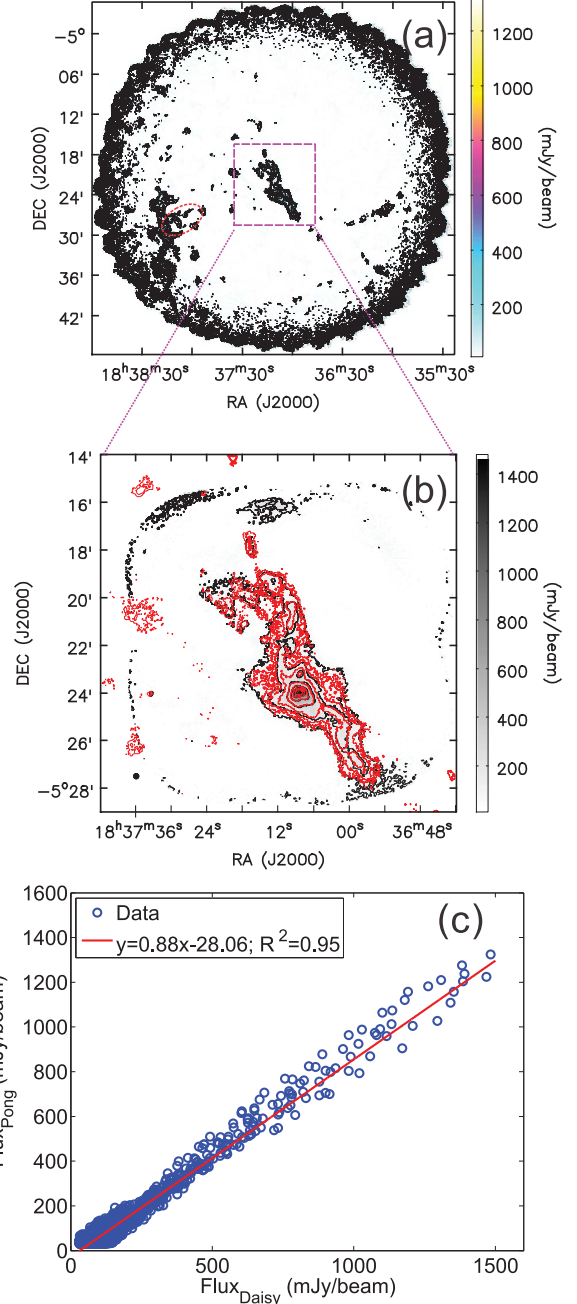 (a)
-5°
06'
12'
18'
24'
30'
36'
42'
DEC (J2000)
18ʰ38ᵐ30ˢ 37ᵐ30ˢ 36ᵐ30ˢ 35ᵐ30ˢ
RA (J2000)
1200
1000
800
600
400
200
(mJy/beam)
(b)
14'
16'
18'
20'
22'
24'
26'
-5°28'
DEC (J2000)
18ʰ37ᵐ36ˢ 24ˢ 12ˢ 00ˢ 36ᵐ48ˢ
RA (J2000)
1400
1200
1000
800
600
400
200
(mJy/beam)
(c)
Data
y=0.88x-28.06; R²=0.95
1600
1400
1200
1000
800
600
400
200
0
Flux_Pong (mJy/beam)
0 500 1000 1500
Flux_Daisy (mJy/beam)